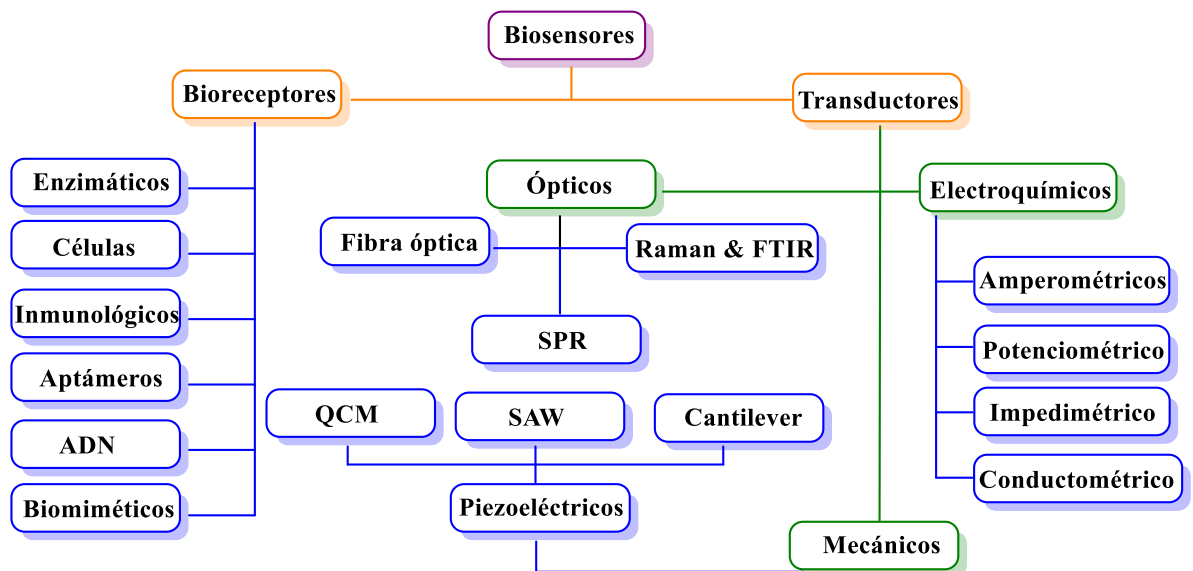 Biosensores
Bioreceptores
Transductores
Enzimáticos
Células
Inmunológicos
Aptámeros
ADN
Biomiméticos
Ópticos
Fibra óptica
Raman & FTIR
SPR
QCM
SAW
Cantilever
Piezoeléctricos
Electroquímicos
Amperométricos
Potenciométrico
Impedimétrico
Conductométrico
Mecánicos